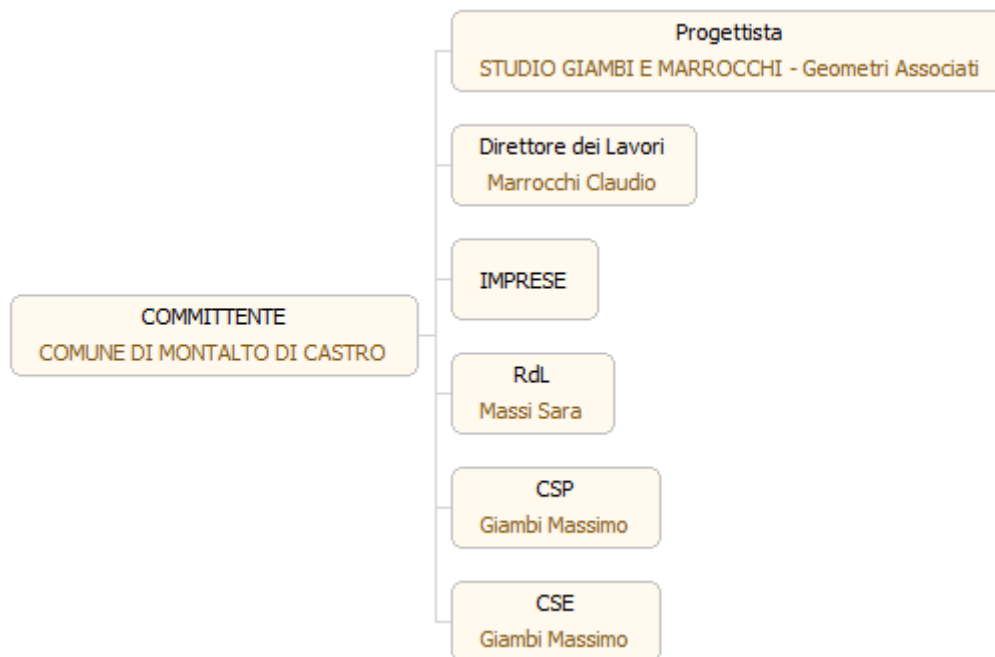 Progettista
STUDIO GIAMBI E MARROCCHI - Geometri Associati
Direttore dei Lavori
Marrocchi Claudio
IMPRESE
COMMITTENTE
COMUNE DI MONTALTO DI CASTRO
RdL
Massi Sara
CSP
Giambi Massimo
CSE
Giambi Massimo